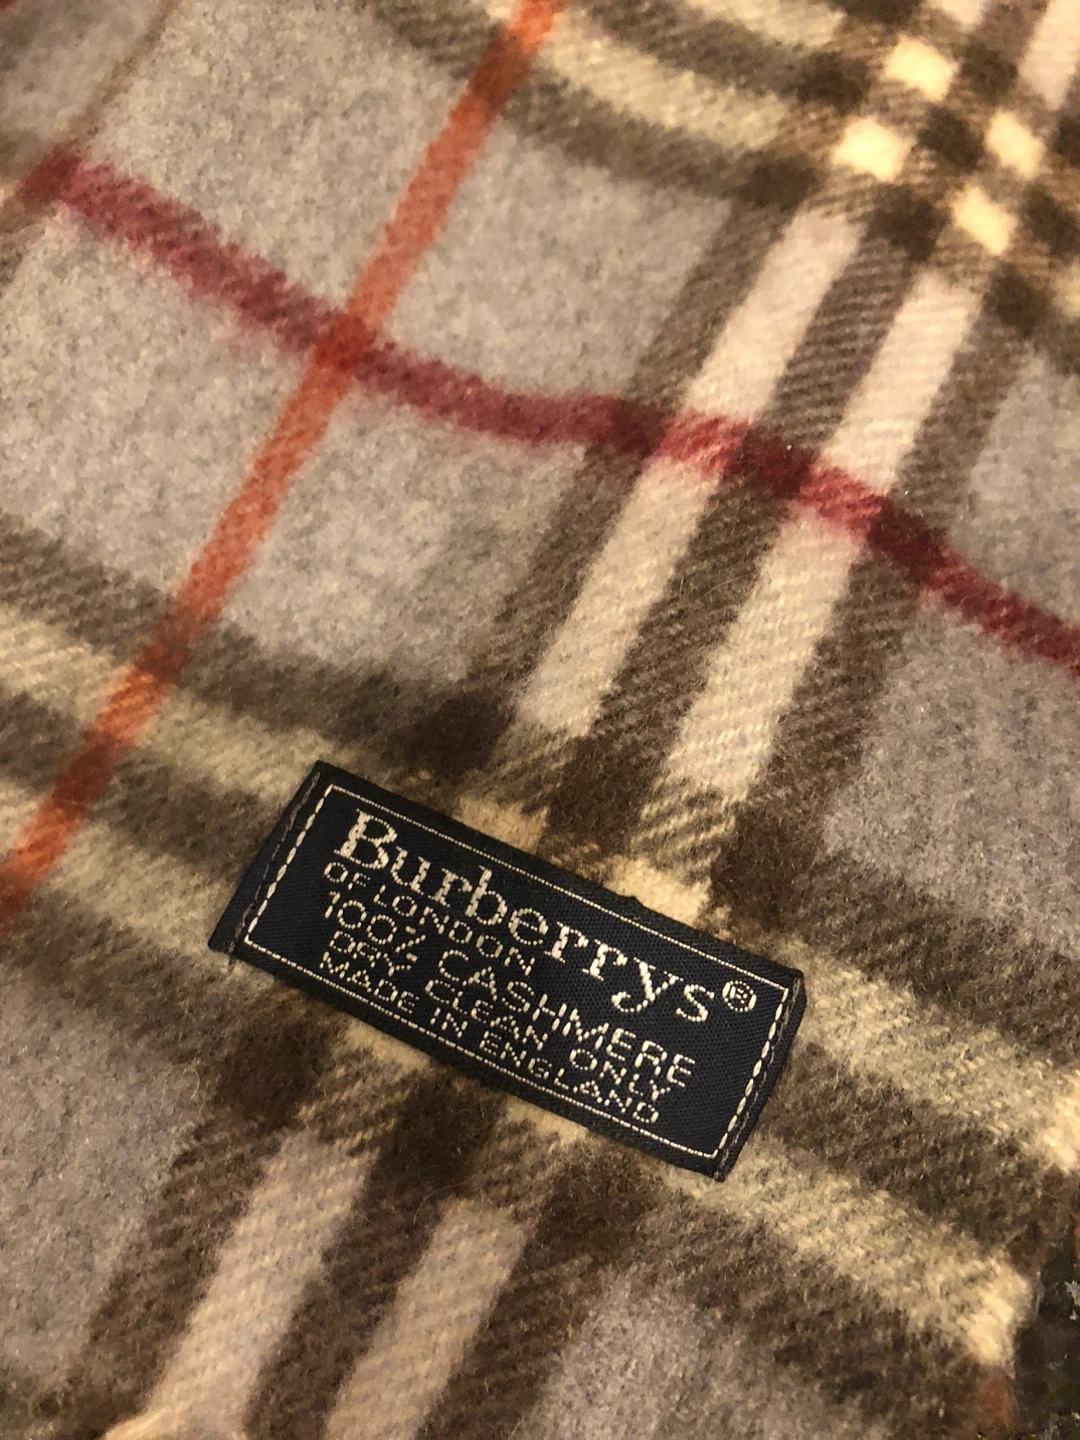 Burberrys®
OF LONDON
100% CASHMERE
DRY CLEAN ONLY
MADE IN ENGLAND